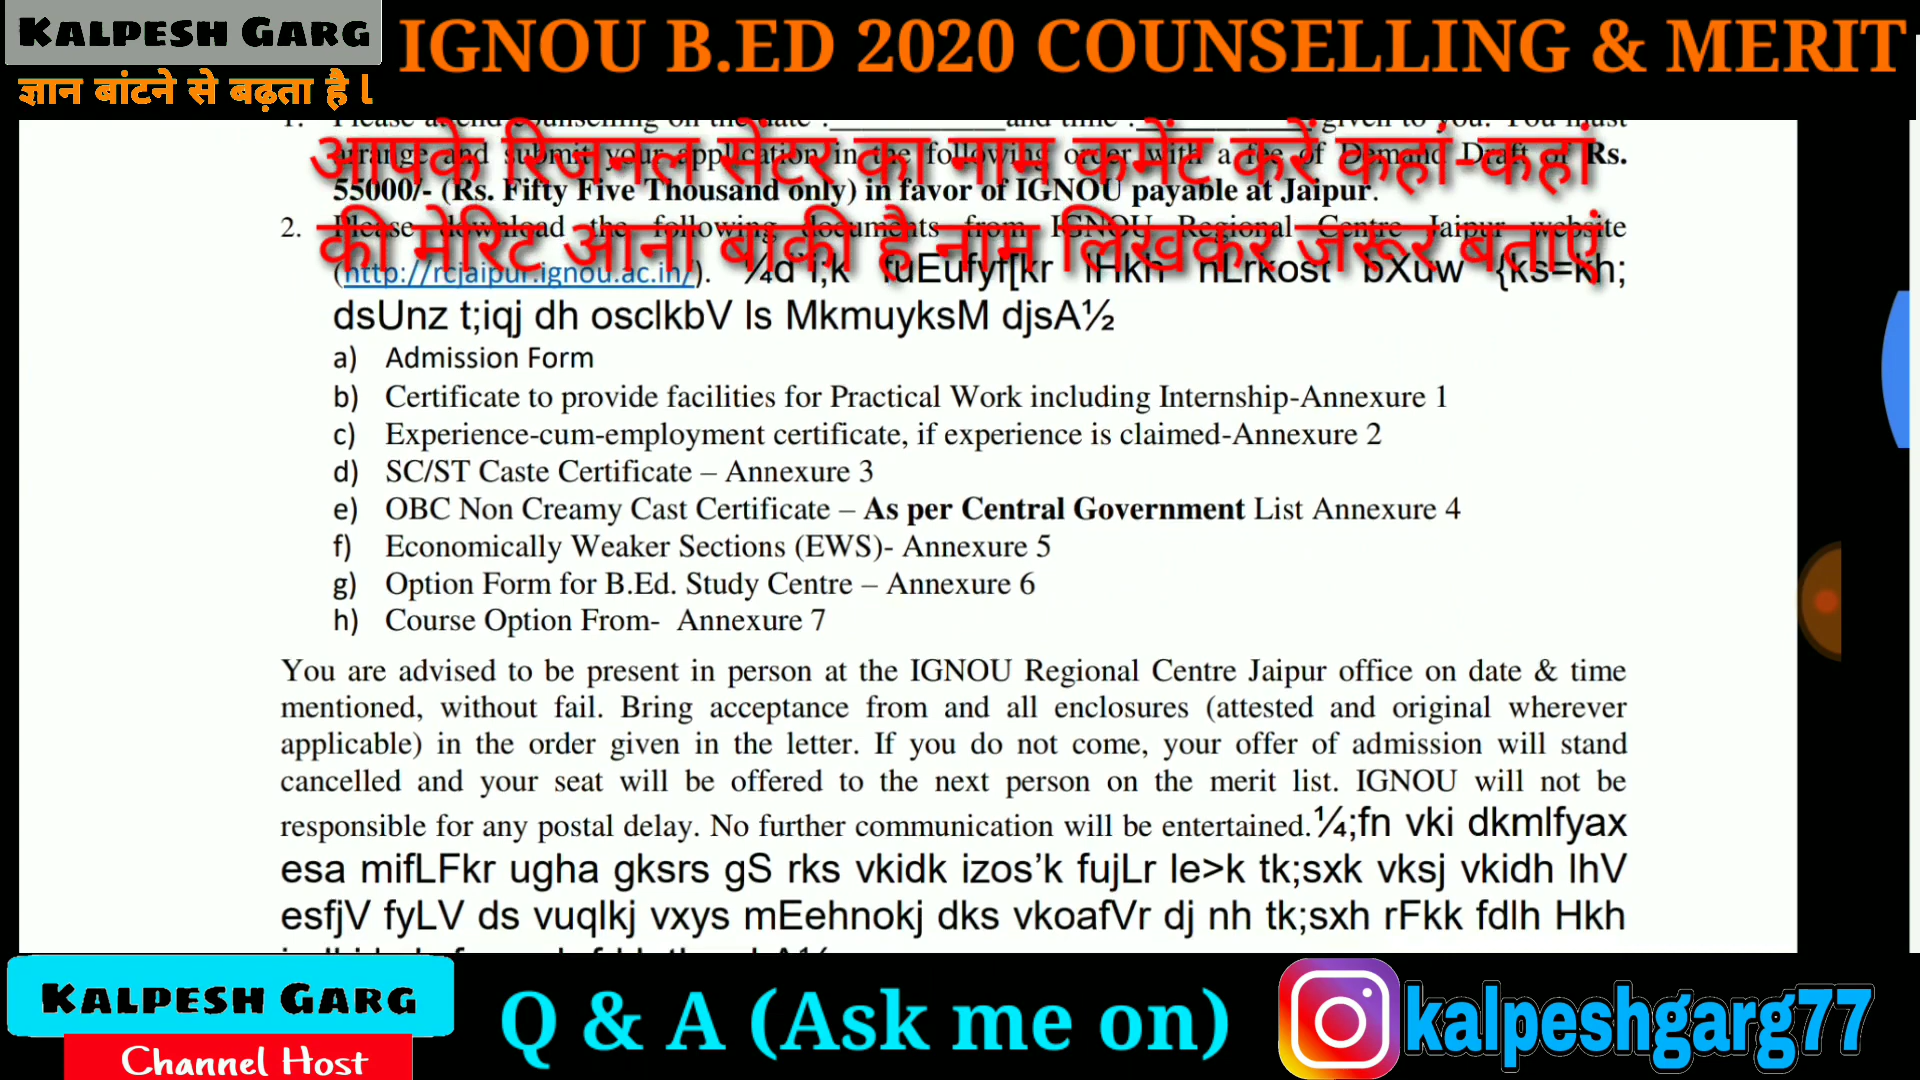 KALPESH GARG
IGNOU B.ED 2020 COUNSELLING & MERIT
ज्ञान बांटने से बढ़ता है l
1. Please attend counselling on the date : and time : given to you. You must
आपके रिजनल सेंटर का नाम कमेंट करें कहां-कहां
arrange and submit your application in the following order with a fee of Demand Draft of Rs.
55000/- (Rs. Fifty Five Thousand only) in favor of IGNOU payable at Jaipur.
की मेरिट आना बाकी है नाम लिखकर जरूर बताएं
2. Please download the following documents from IGNOU Regional Centre Jaipur website
(http://rcjaipur.ignou.ac.in/). ¼d`i;k fuEufyf[kr lHkh nLrkost bXuw {ks=kh;
dsUnz t;iqj dh osclkbV ls MkmuyksM djsA½
a) Admission Form
b) Certificate to provide facilities for Practical Work including Internship-Annexure 1
c) Experience-cum-employment certificate, if experience is claimed-Annexure 2
d) SC/ST Caste Certificate – Annexure 3
e) OBC Non Creamy Cast Certificate – As per Central Government List Annexure 4
f) Economically Weaker Sections (EWS)- Annexure 5
g) Option Form for B.Ed. Study Centre – Annexure 6
h) Course Option From- Annexure 7
You are advised to be present in person at the IGNOU Regional Centre Jaipur office on date & time
mentioned, without fail. Bring acceptance from and all enclosures (attested and original wherever
applicable) in the order given in the letter. If you do not come, your offer of admission will stand
cancelled and your seat will be offered to the next person on the merit list. IGNOU will not be
responsible for any postal delay. No further communication will be entertained.¼;fn vki dkmlfyax
esa mifLFkr ugha gksrs gS rks vkidk izos’k fujLr le>k tk;sxk vksj vkidh lhV
esfjV fyLV ds vuqlkj vxys mEehnokj dks vkoafVr dj nh tk;sxh rFkk fdlh Hkh
KALPESH GARG
Channel Host
Q & A (Ask me on)
kalpeshgarg77